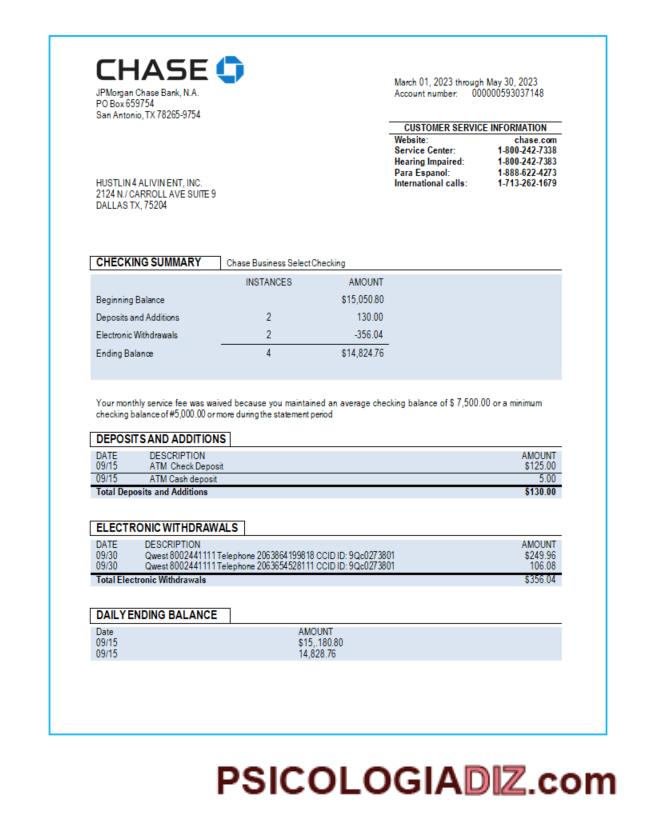 CHASE
JPMorgan Chase Bank, N.A.
PO Box 659754
San Antonio, TX 78265-9754
March 01, 2023 through May 30, 2023
Account number: 000000593037148
CUSTOMER SERVICE INFORMATION
Website: chase.com
Service Center: 1-800-242-7338
Hearing Impaired: 1-800-242-7383
Para Espanol: 1-888-622-4273
International calls: 1-713-262-1679
HUSTLIN 4 ALIVIN ENT, INC.
2124 N./ CARROLL AVE SUITE 9
DALLAS TX, 75204
CHECKING SUMMARY Chase Business Select Checking
INSTANCES AMOUNT
Beginning Balance $15,050.80
Deposits and Additions 2 130.00
Electronic Withdrawals 2 -356.04
Ending Balance 4 $14,824.76
Your monthly service fee was waived because you maintained an average checking balance of $ 7,500.00 or a minimum
checking balance of #5,000.00 or more during the statement period
DEPOSITS AND ADDITIONS
DATE DESCRIPTION AMOUNT
09/15 ATM Check Deposit $125.00
09/15 ATM Cash deposit 5.00
Total Deposits and Additions $130.00
ELECTRONIC WITHDRAWALS
DATE DESCRIPTION AMOUNT
09/30 Qwest 8002441111 Telephone 2063864199818 CCID ID: 9Qc0273801 $249.96
09/30 Qwest 8002441111 Telephone 2063654528111 CCID ID: 9Qc0273801 106.08
Total Electronic Withdrawals $356.04
DAILY ENDING BALANCE
Date AMOUNT
09/15 $15,.180.80
09/15 14,828.76
PSICOLOGIADIZ.com